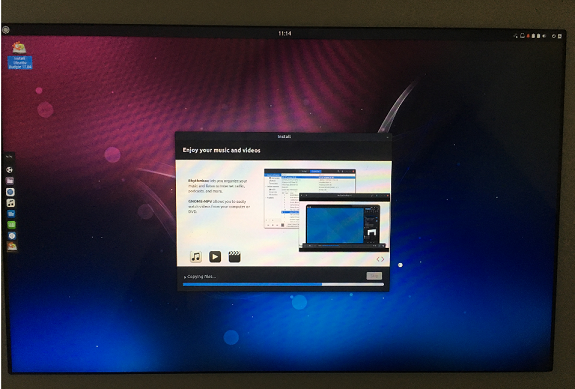 11:14
Install
Ubuntu
Budgie 17.04
Install
Enjoy your music and videos
Rhythmbox lets you organize your
music and listen to Internet radio,
podcasts, and more.
GNOME MPV allows you to easily
watch videos from your computer or
DVD.
Copying files...